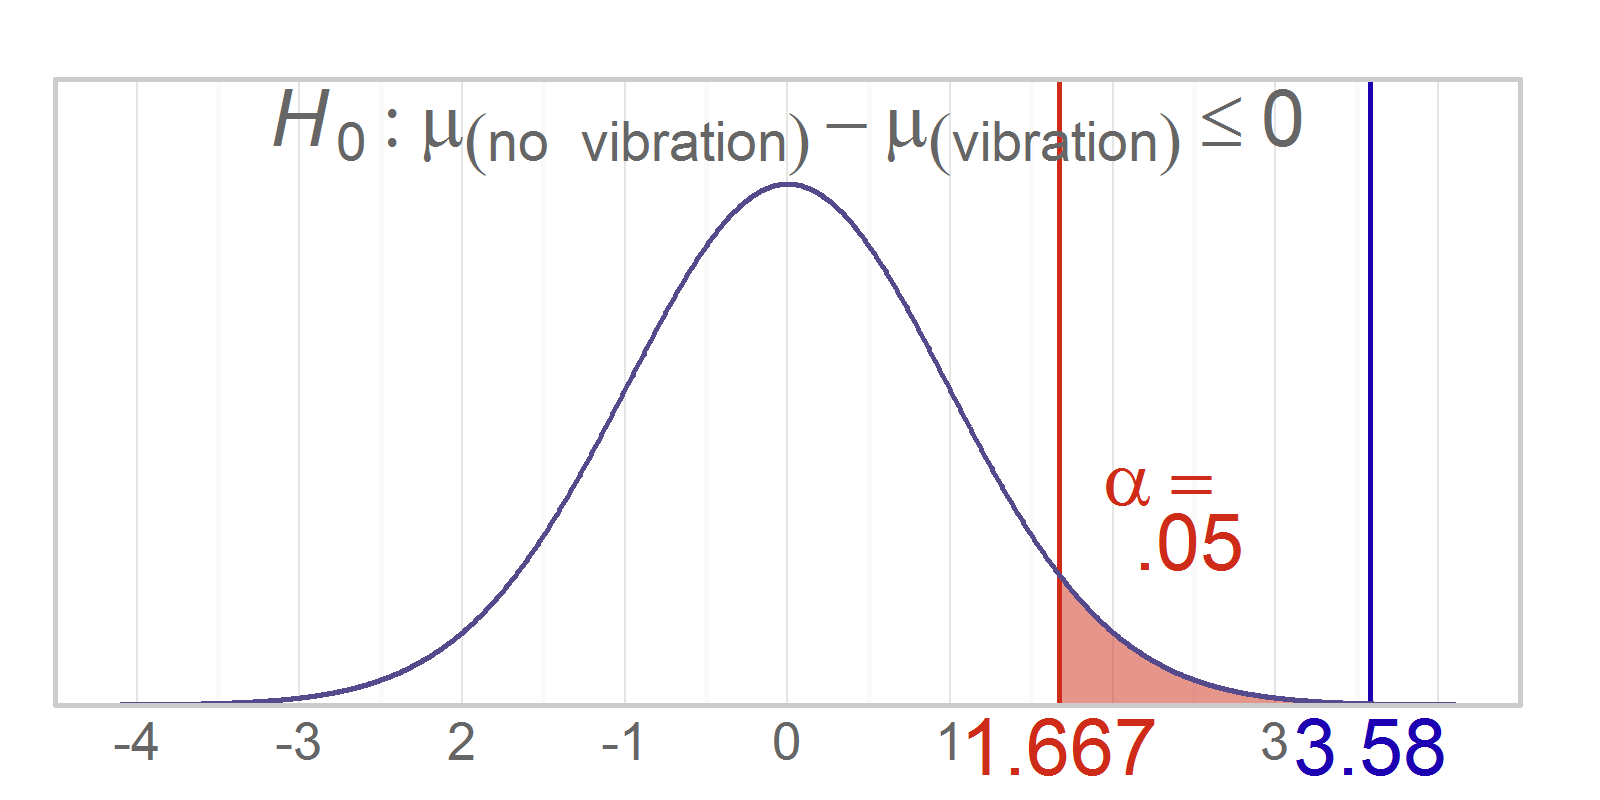 H0 : μ(no vibration) − μ(vibration) ≤ 0
α =
.05
-4 -3 2 -1 0 1 1.667 3 3.58